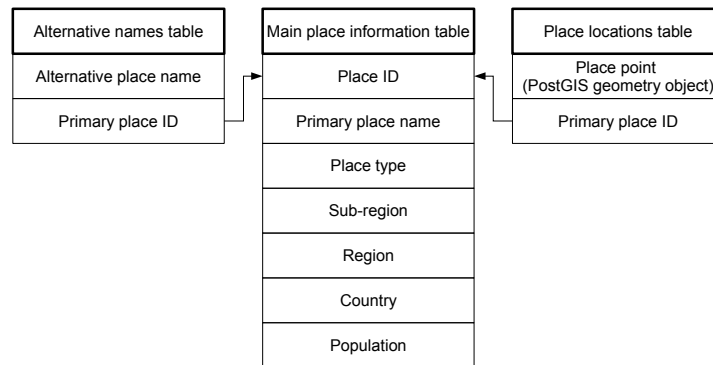 Alternative names table
Alternative place name
Primary place ID
Main place information table
Place ID
Primary place name
Place type
Sub-region
Region
Country
Population
Place locations table
Place point
(PostGIS geometry object)
Primary place ID